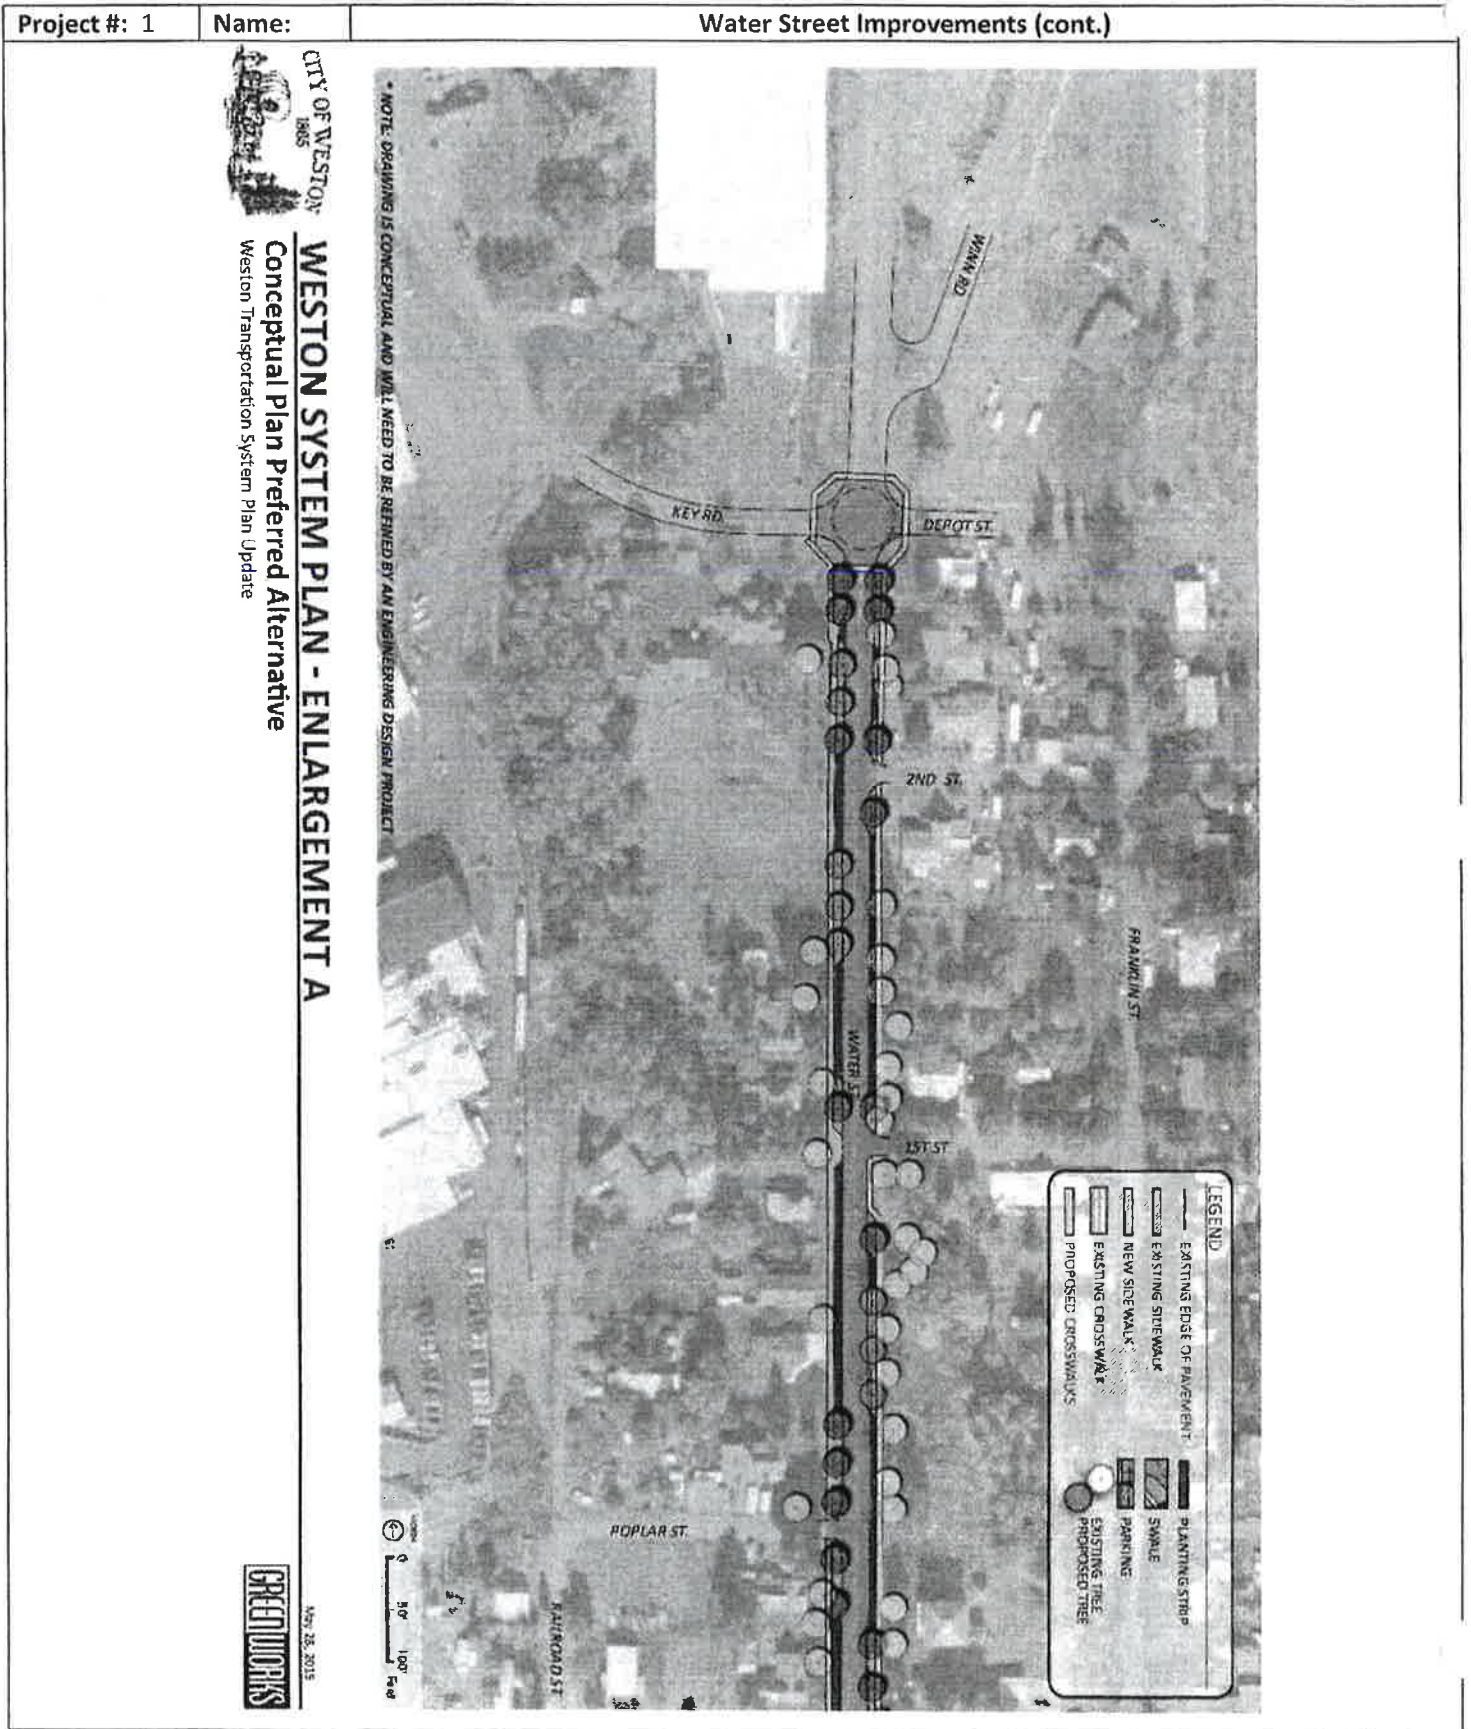 Project #: 1
Name:
Water Street Improvements (cont.)
CITY OF WESTON
1865
WESTON SYSTEM PLAN - ENLARGEMENT A
Conceptual Plan Preferred Alternative
Weston Transportation System Plan Update
May 28, 2015
GREENWORKS
* NOTE: DRAWING IS CONCEPTUAL AND WILL NEED TO BE REFINED BY AN ENGINEERING DESIGN PROJECT
WINN RD
KEY RD.
DEPOT ST.
2ND ST.
FRANKLIN ST.
WATER ST.
1ST ST.
POPLAR ST.
RAILROAD ST
LEGEND
EXISTING EDGE OF PAVEMENT
EXISTING SIDEWALK
NEW SIDEWALK
EXISTING CROSSWALK
PROPOSED CROSSWALKS
PLANTING STRIP
SWALE
PARKING
EXISTING TREE
PROPOSED TREE
NORTH
0 50' 100' Feet